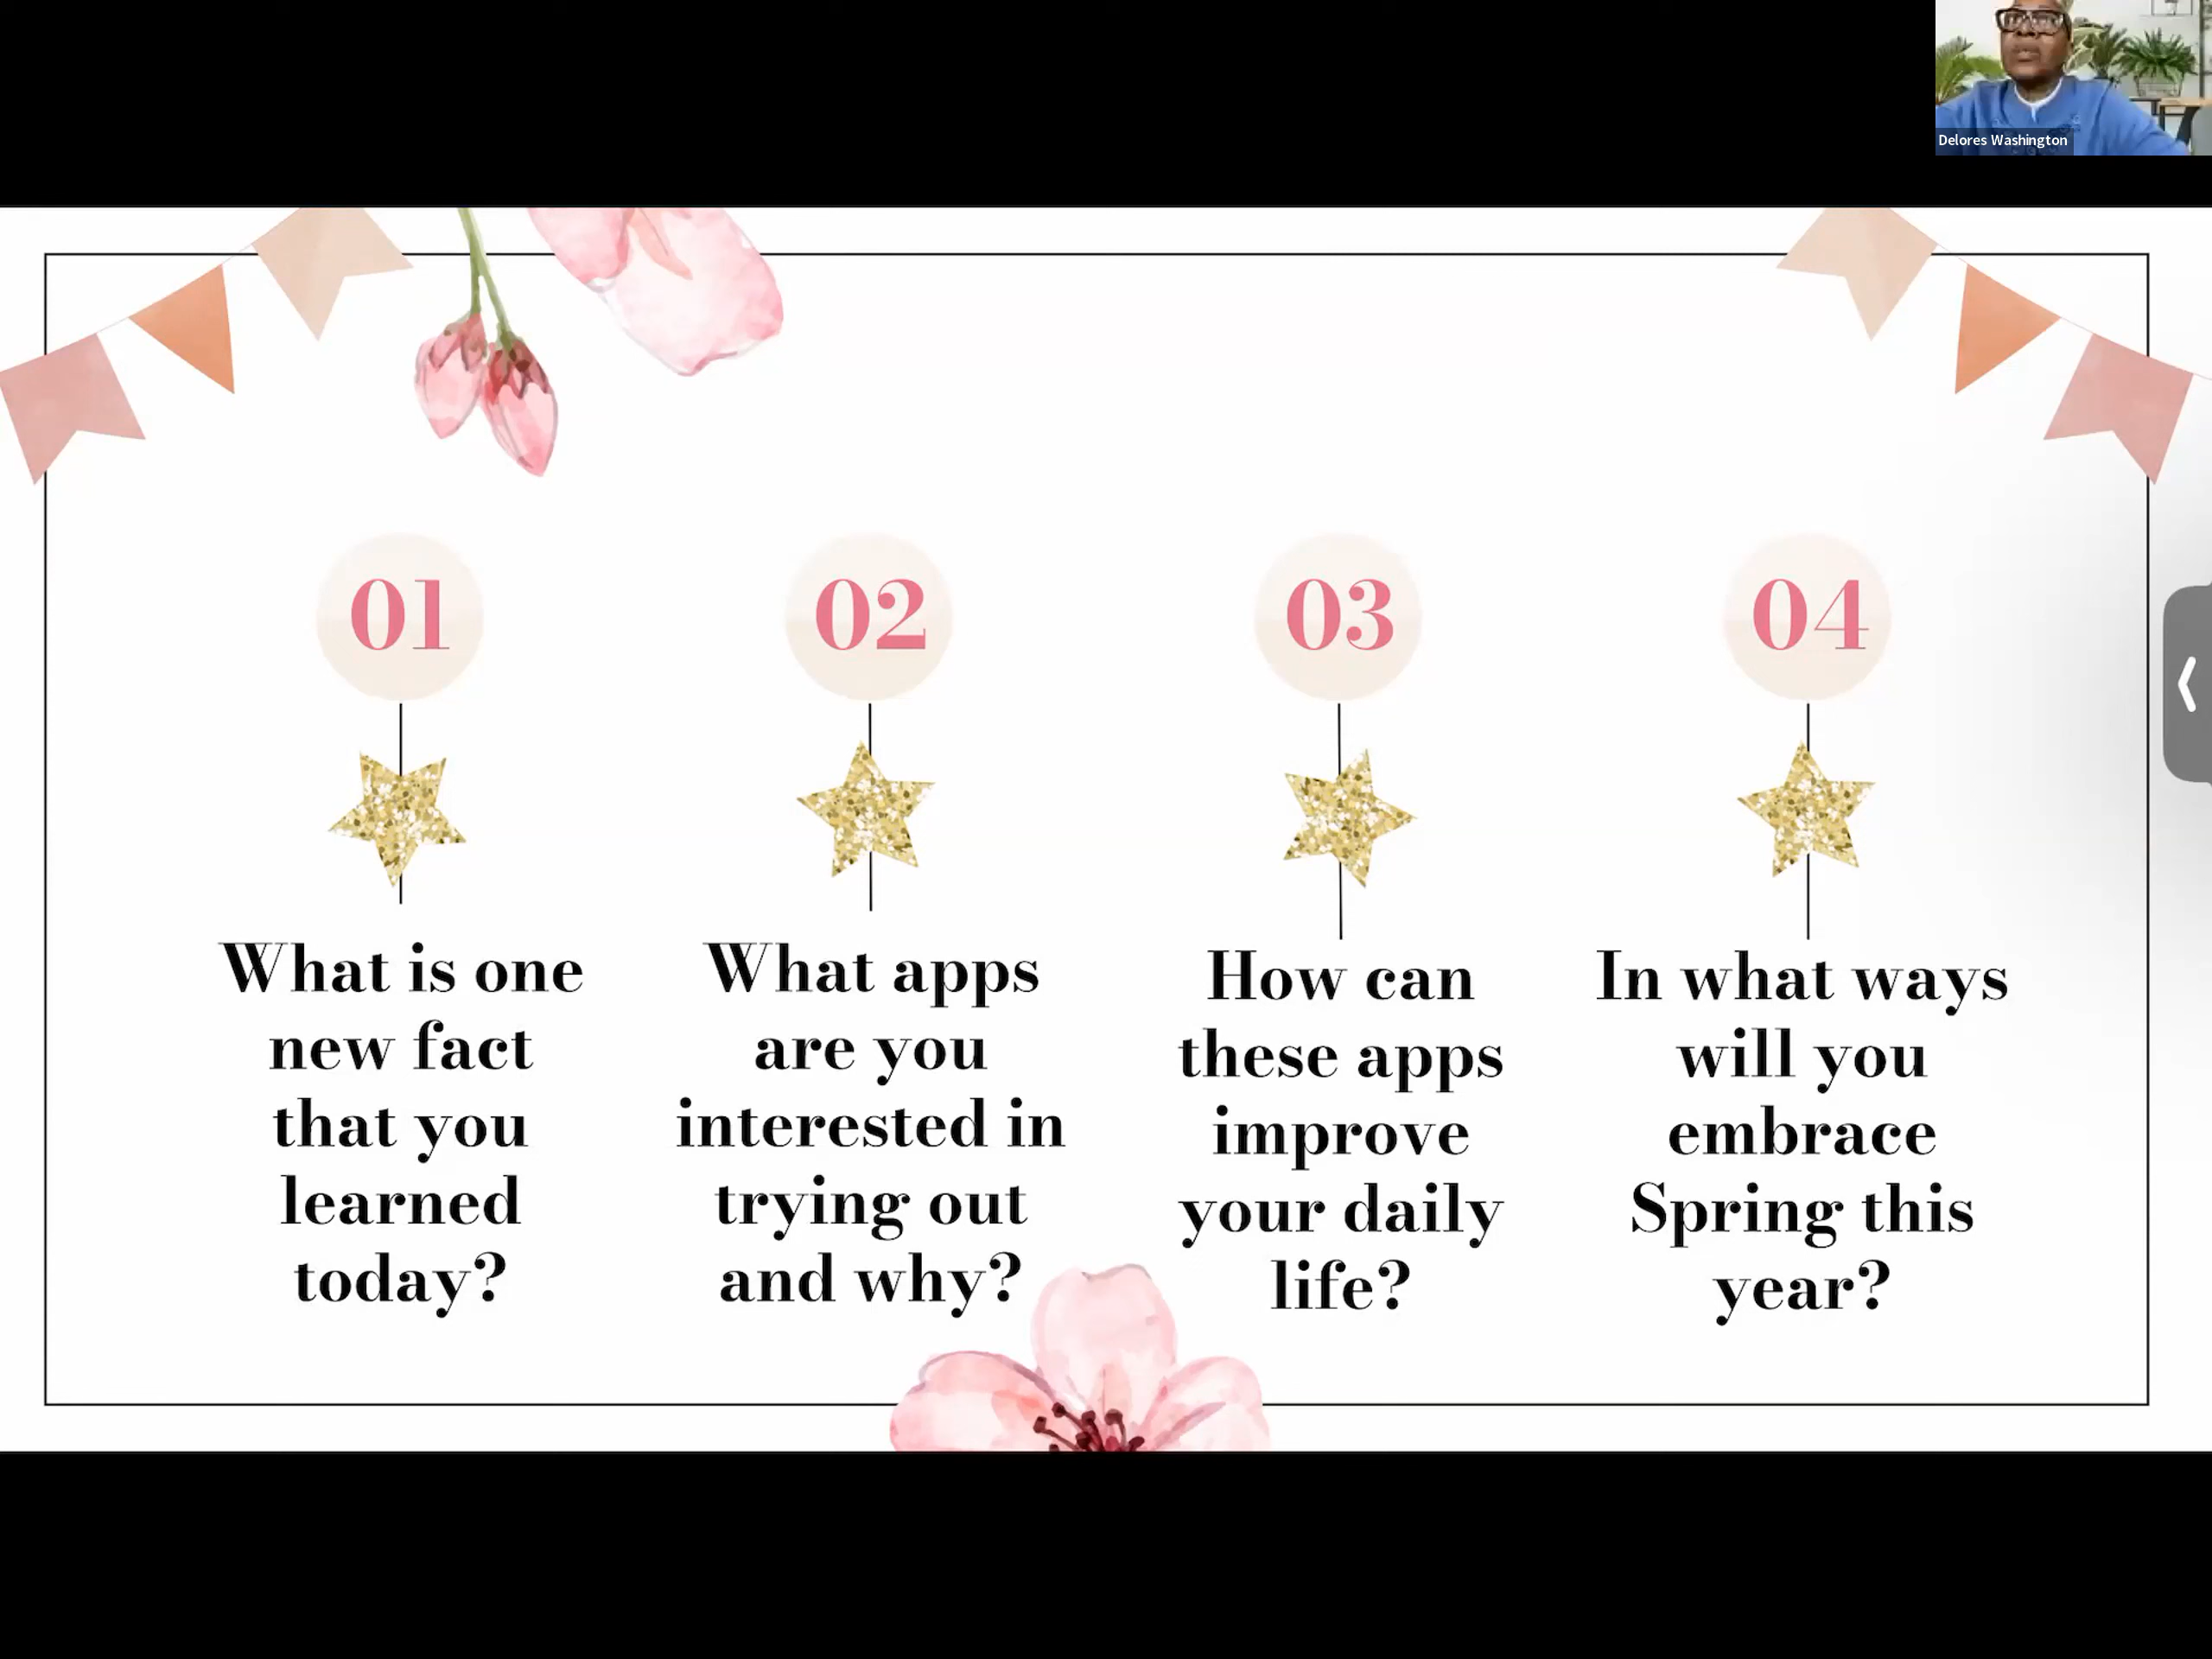 Delores Washington
01
What is one
new fact
that you
learned
today?
02
What apps
are you
interested in
trying out
and why?
03
How can
these apps
improve
your daily
life?
04
In what ways
will you
embrace
Spring this
year?